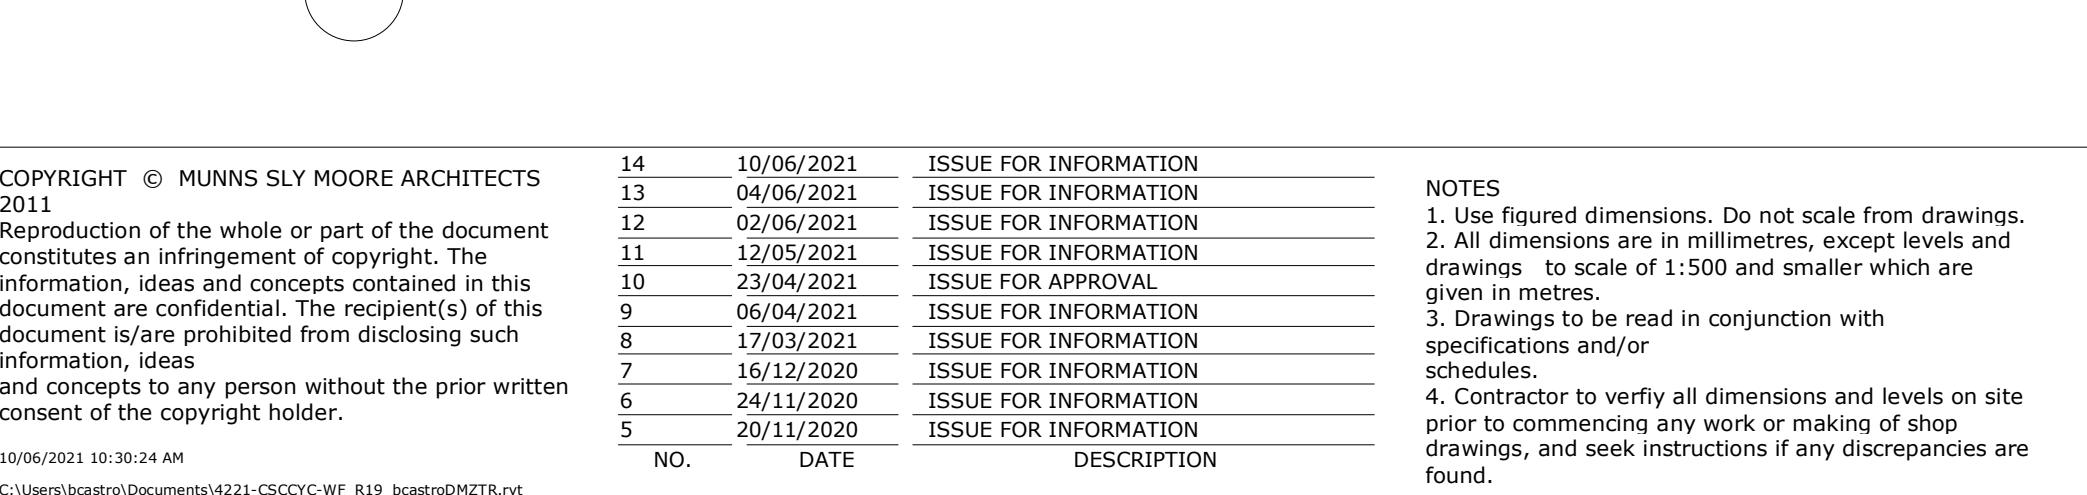 COPYRIGHT © MUNNS SLY MOORE ARCHITECTS
2011
Reproduction of the whole or part of the document
constitutes an infringement of copyright. The
information, ideas and concepts contained in this
document are confidential. The recipient(s) of this
document is/are prohibited from disclosing such
information, ideas
and concepts to any person without the prior written
consent of the copyright holder.
10/06/2021 10:30:24 AM
C:\Users\bcastro\Documents\4221-CSCCYC-WF_R19_bcastroDMZTR.rvt
14 10/06/2021 ISSUE FOR INFORMATION
13 04/06/2021 ISSUE FOR INFORMATION
12 02/06/2021 ISSUE FOR INFORMATION
11 12/05/2021 ISSUE FOR INFORMATION
10 23/04/2021 ISSUE FOR APPROVAL
9 06/04/2021 ISSUE FOR INFORMATION
8 17/03/2021 ISSUE FOR INFORMATION
7 16/12/2020 ISSUE FOR INFORMATION
6 24/11/2020 ISSUE FOR INFORMATION
5 20/11/2020 ISSUE FOR INFORMATION
NO. DATE DESCRIPTION
NOTES
1. Use figured dimensions. Do not scale from drawings.
2. All dimensions are in millimetres, except levels and
drawings to scale of 1:500 and smaller which are
given in metres.
3. Drawings to be read in conjunction with
specifications and/or
schedules.
4. Contractor to verfiy all dimensions and levels on site
prior to commencing any work or making of shop
drawings, and seek instructions if any discrepancies are
found.